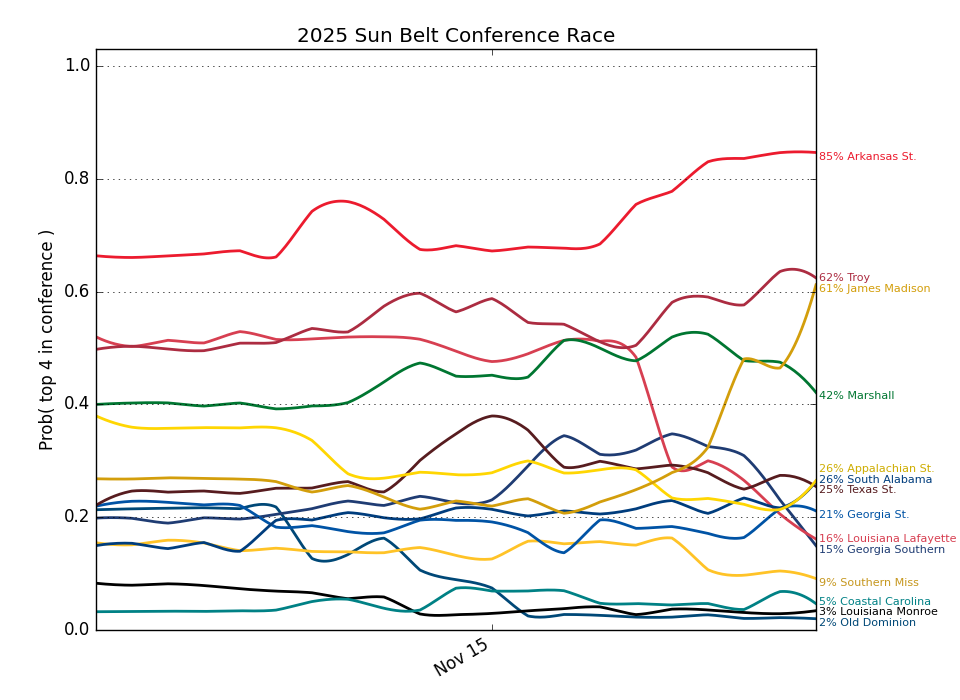 2025 Sun Belt Conference Race
Prob( top 4 in conference )
1.0
0.8
0.6
0.4
0.2
0.0
Nov 15
85% Arkansas St.
62% Troy
61% James Madison
42% Marshall
26% Appalachian St.
26% South Alabama
25% Texas St.
21% Georgia St.
16% Louisiana Lafayette
15% Georgia Southern
9% Southern Miss
5% Coastal Carolina
3% Louisiana Monroe
2% Old Dominion